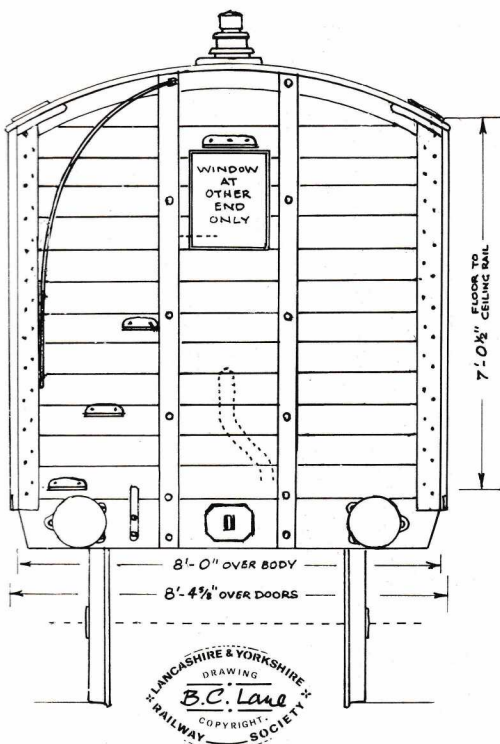 WINDOW
AT
OTHER
END
ONLY
7'-0½" FLOOR TO
CEILING RAIL
8'-0" OVER BODY
8'-4⅝" OVER DOORS
LANCASHIRE & YORKSHIRE
DRAWING
B.C. Lane
COPYRIGHT.
RAILWAY SOCIETY